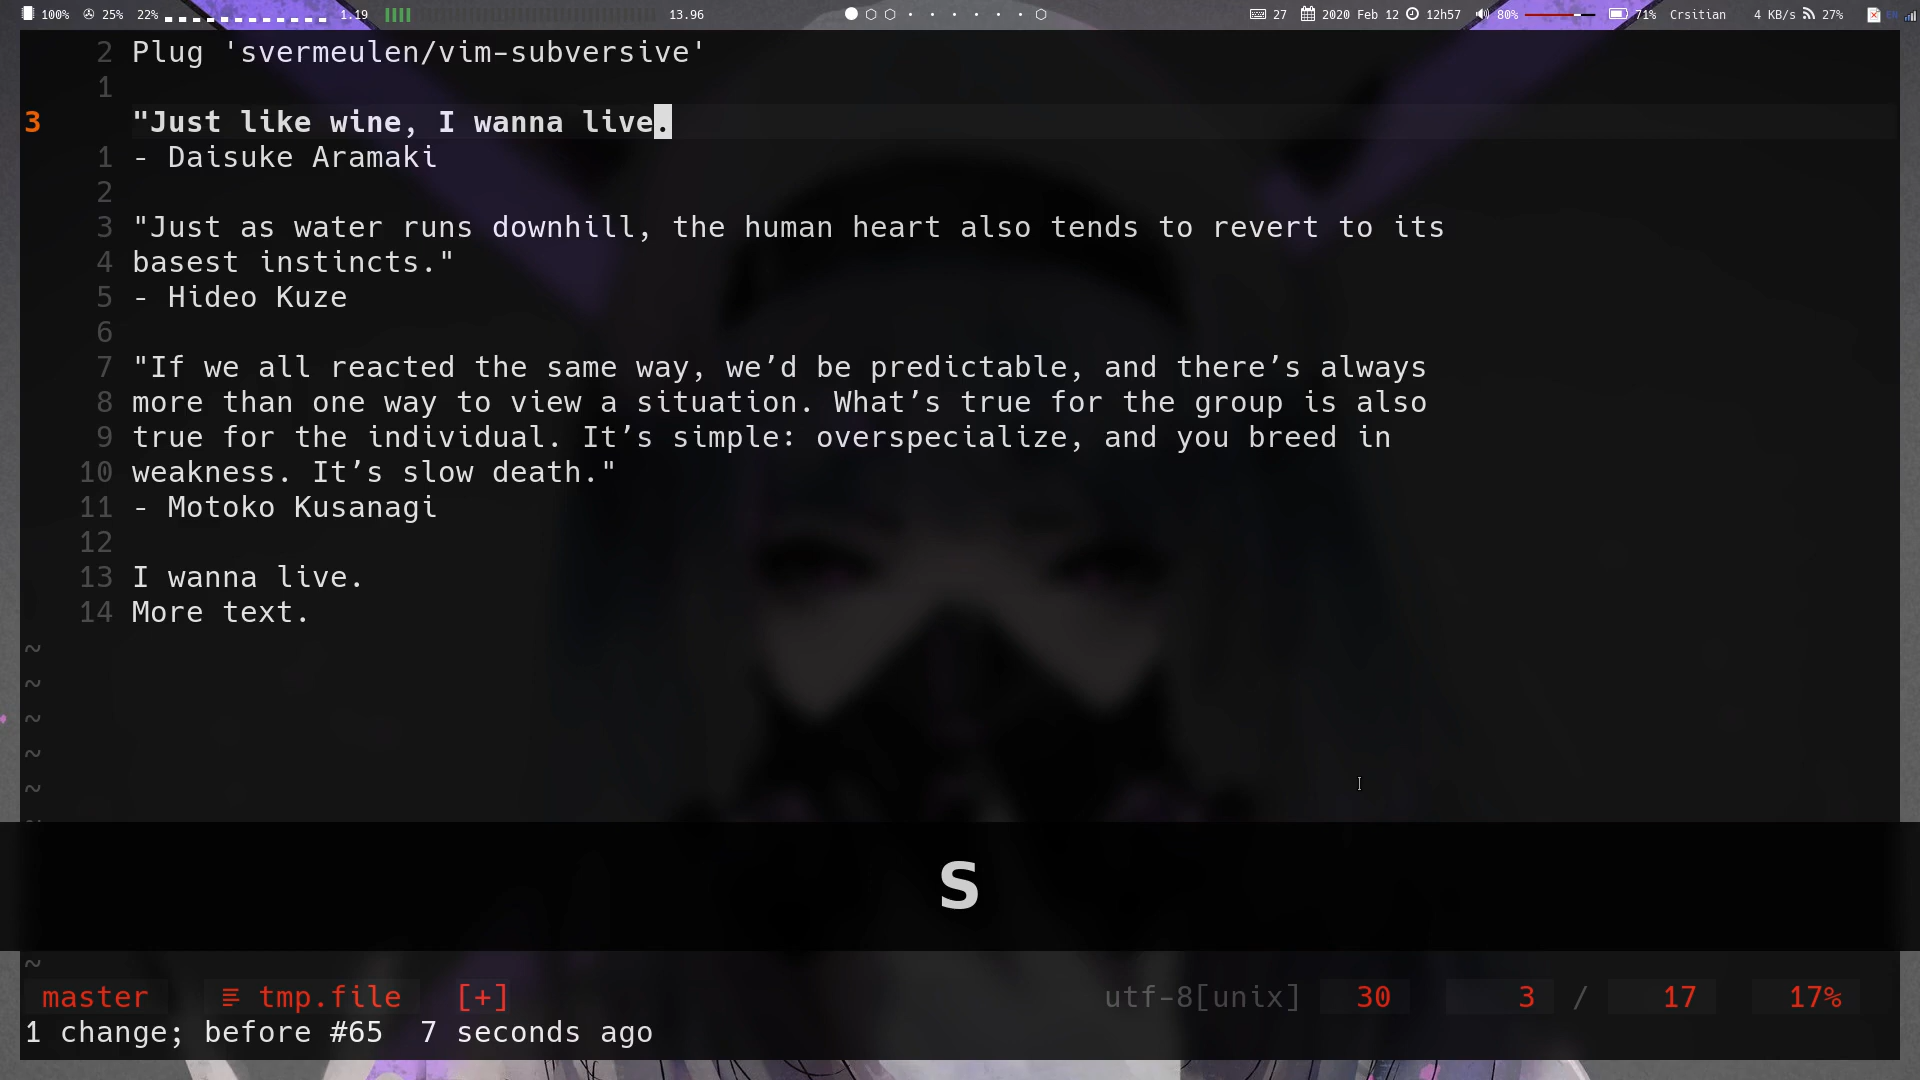 100% 25% 22% 1.19 13.96 27 2020 Feb 12 12h57 80% 71% Crsitian 4 KB/s 27% EN
2 Plug 'svermeulen/vim-subversive'
1
3 "Just like wine, I wanna live.
1 - Daisuke Aramaki
2
3 "Just as water runs downhill, the human heart also tends to revert to its
4 basest instincts."
5 - Hideo Kuze
6
7 "If we all reacted the same way, we’d be predictable, and there’s always
8 more than one way to view a situation. What’s true for the group is also
9 true for the individual. It’s simple: overspecialize, and you breed in
10 weakness. It’s slow death."
11 - Motoko Kusanagi
12
13 I wanna live.
14 More text.
~
~
~
~
~
~
s
~
master tmp.file [+] utf-8[unix] 30 3 / 17 17%
1 change; before #65 7 seconds ago